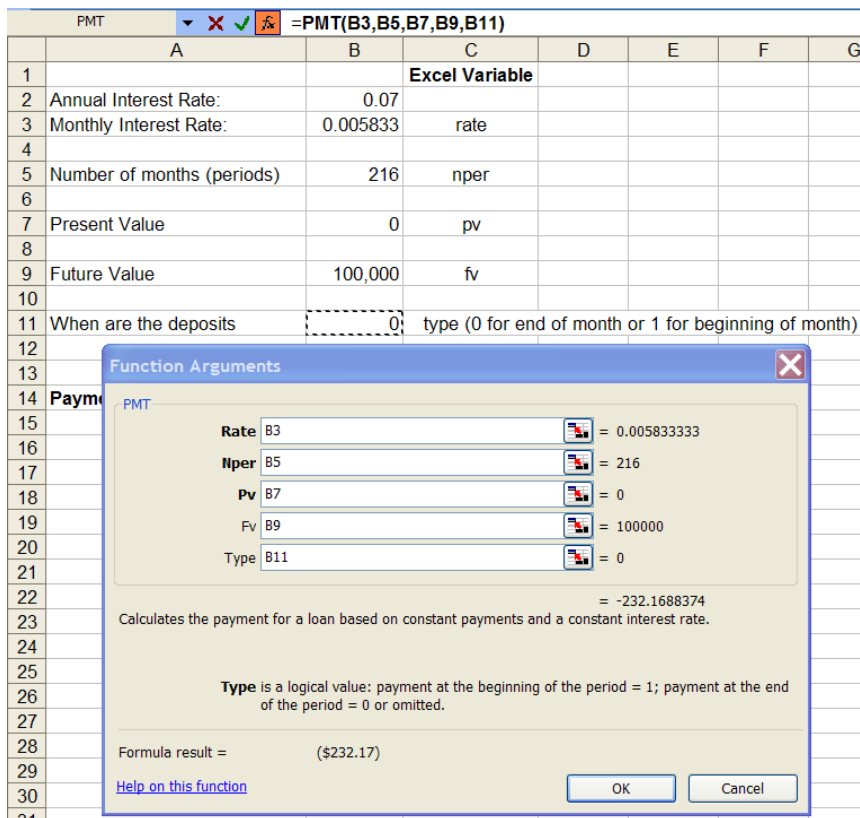 PMT =PMT(B3,B5,B7,B9,B11)
A B C D E F G
1 Excel Variable
2 Annual Interest Rate: 0.07
3 Monthly Interest Rate: 0.005833 rate
4
5 Number of months (periods) 216 nper
6
7 Present Value 0 pv
8
9 Future Value 100,000 fv
10
11 When are the deposits 0 type (0 for end of month or 1 for beginning of month)
12
13
14 Payme
15
16
17
18
19
20
21
22
23
24
25
26
27
28
29
30
Function Arguments
PMT
Rate B3 = 0.005833333
Nper B5 = 216
Pv B7 = 0
Fv B9 = 100000
Type B11 = 0
= -232.1688374
Calculates the payment for a loan based on constant payments and a constant interest rate.
Type is a logical value: payment at the beginning of the period = 1; payment at the end
of the period = 0 or omitted.
Formula result = ($232.17)
Help on this function OK Cancel